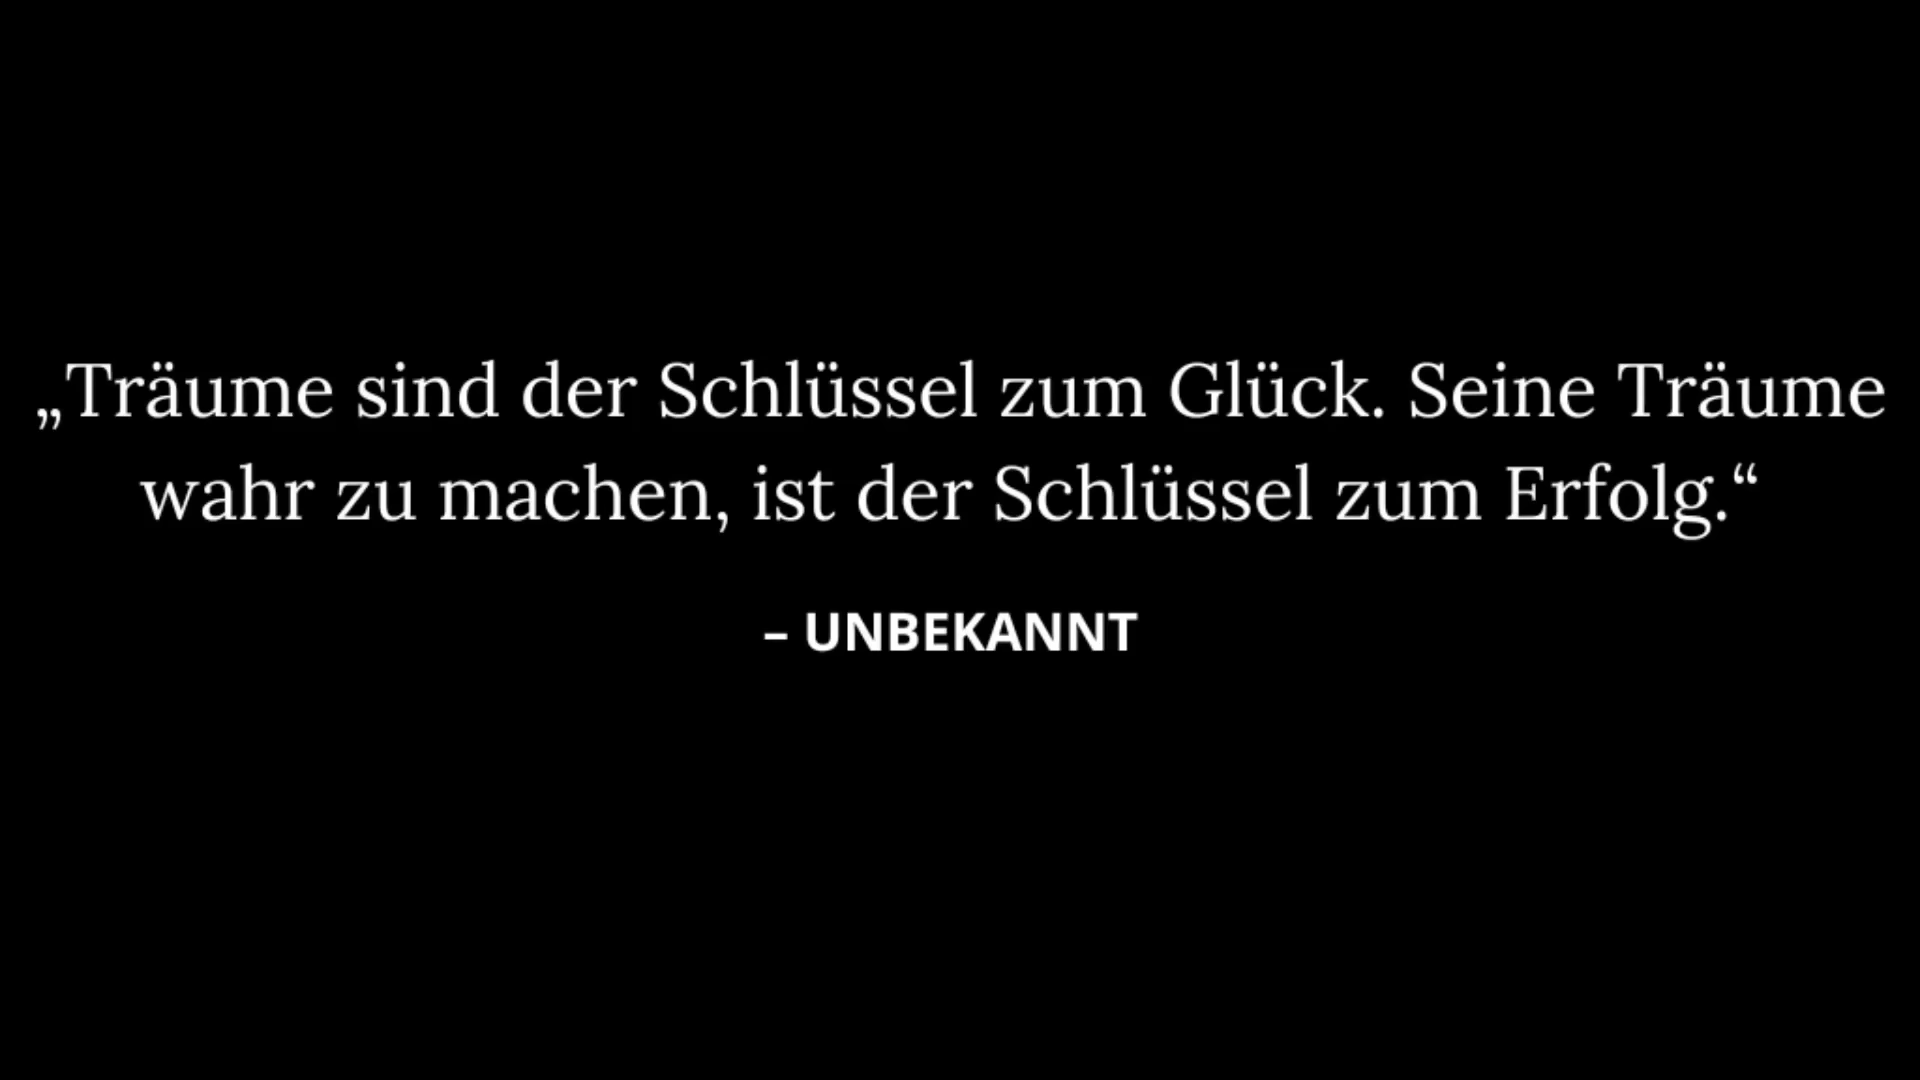 „Träume sind der Schlüssel zum Glück. Seine Träume
wahr zu machen, ist der Schlüssel zum Erfolg.“
– UNBEKANNT